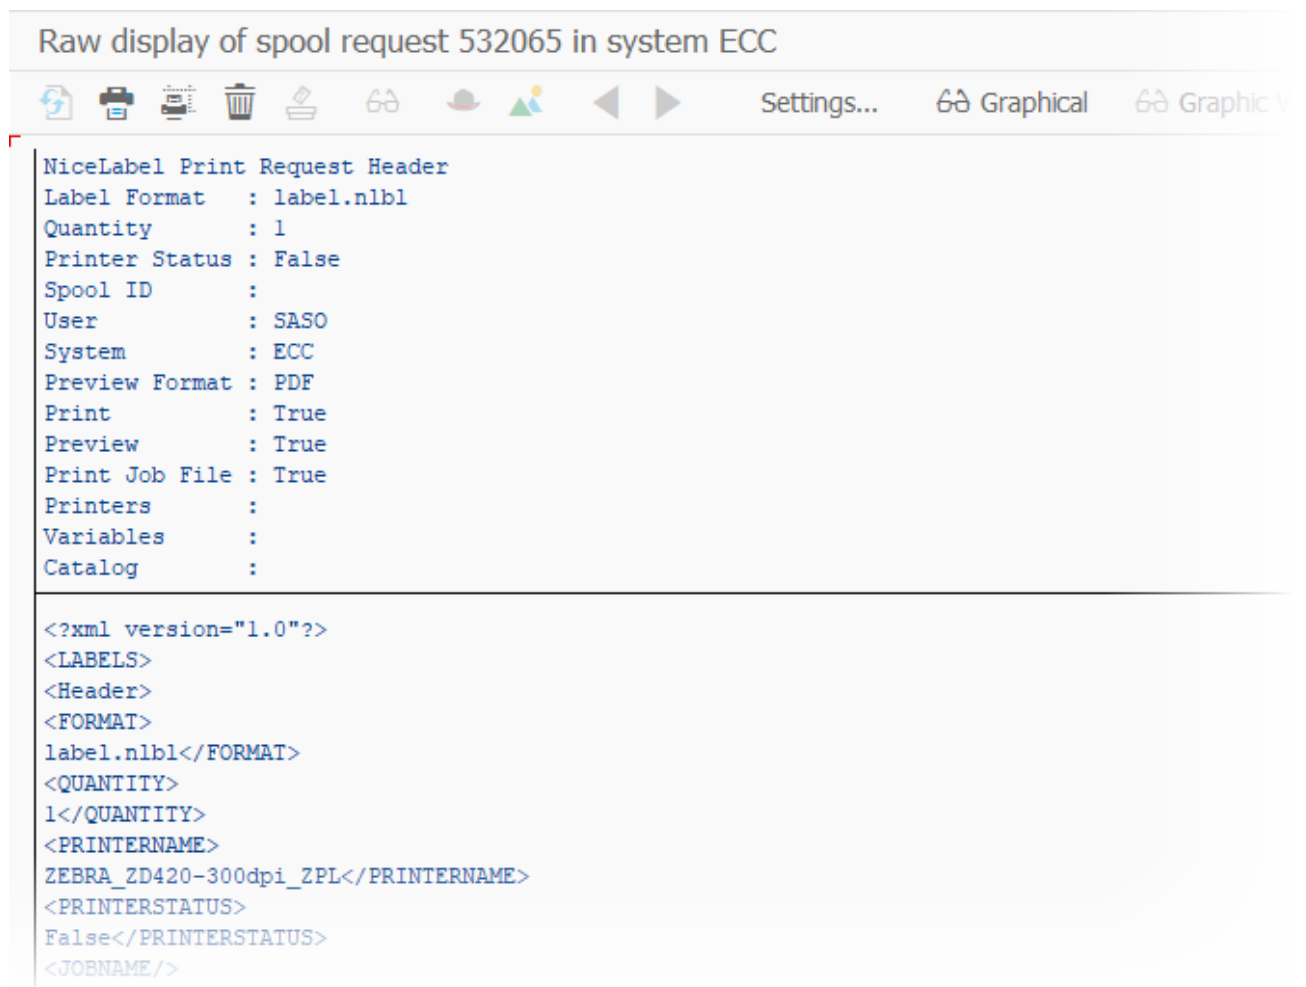 Raw display of spool request 532065 in system ECC
Settings... Graphical Graphic
NiceLabel Print Request Header
Label Format : label.nlbl
Quantity : 1
Printer Status : False
Spool ID :
User : SASO
System : ECC
Preview Format : PDF
Print : True
Preview : True
Print Job File : True
Printers :
Variables :
Catalog :
<?xml version="1.0"?>
<LABELS>
<Header>
<FORMAT>
label.nlbl</FORMAT>
<QUANTITY>
1</QUANTITY>
<PRINTERNAME>
ZEBRA_ZD420-300dpi_ZPL</PRINTERNAME>
<PRINTERSTATUS>
False</PRINTERSTATUS>
<JOBNAME/>